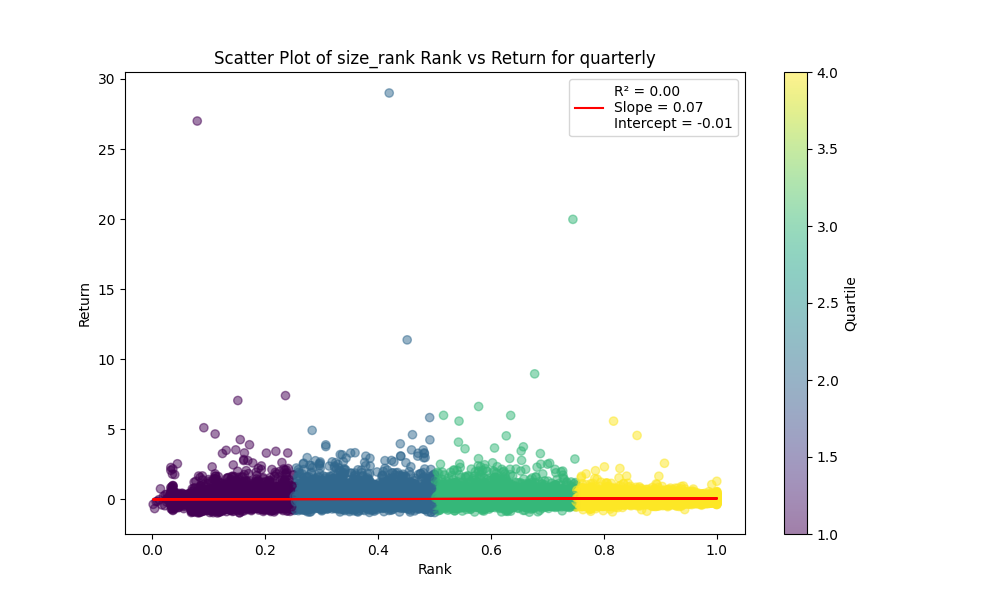 Scatter Plot of size_rank Rank vs Return for quarterly
R² = 0.00
Slope = 0.07
Intercept = -0.01
30
25
20
15
10
5
0
Return
0.0
0.2
0.4
0.6
0.8
1.0
Rank
4.0
3.5
3.0
2.5
2.0
1.5
1.0
Quartile